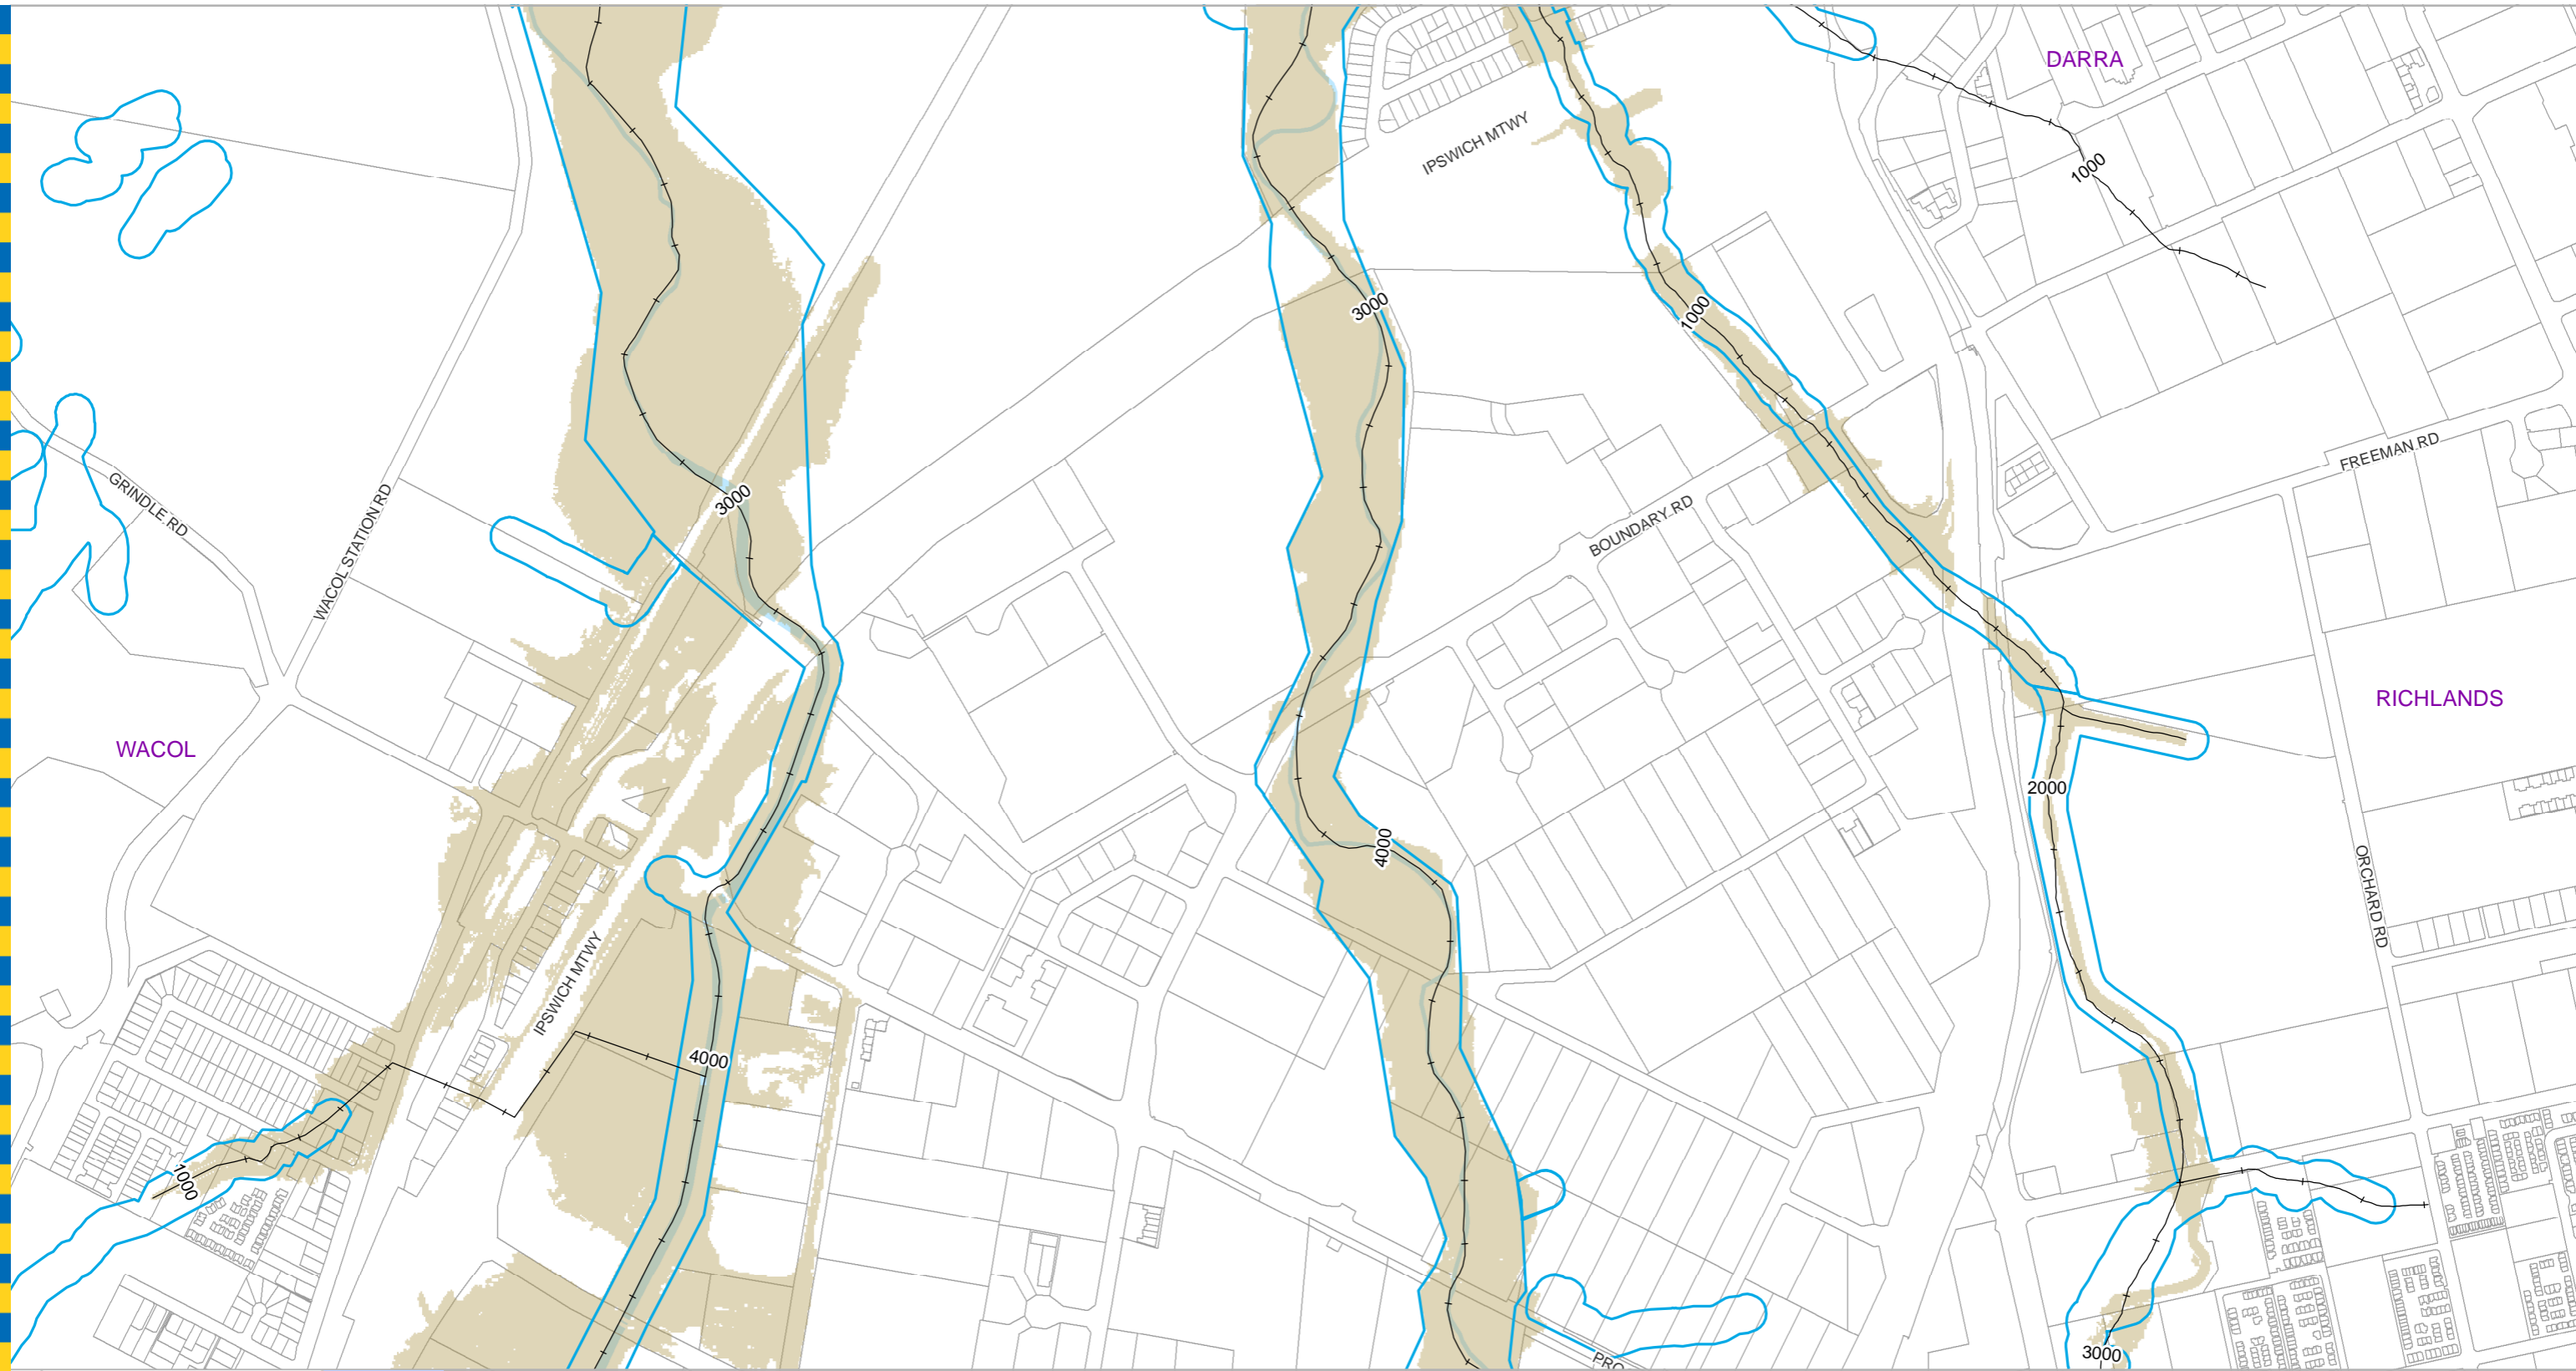 DARRA
IPSWICH MTWY
1000
3000
1000
FREEMAN RD
GRINDLE RD
WACOL STATION RD
3000
BOUNDARY RD
RICHLANDS
WACOL
2000
4000
ORCHARD RD
IPSWICH MTWY
4000
1000
3000
PRO